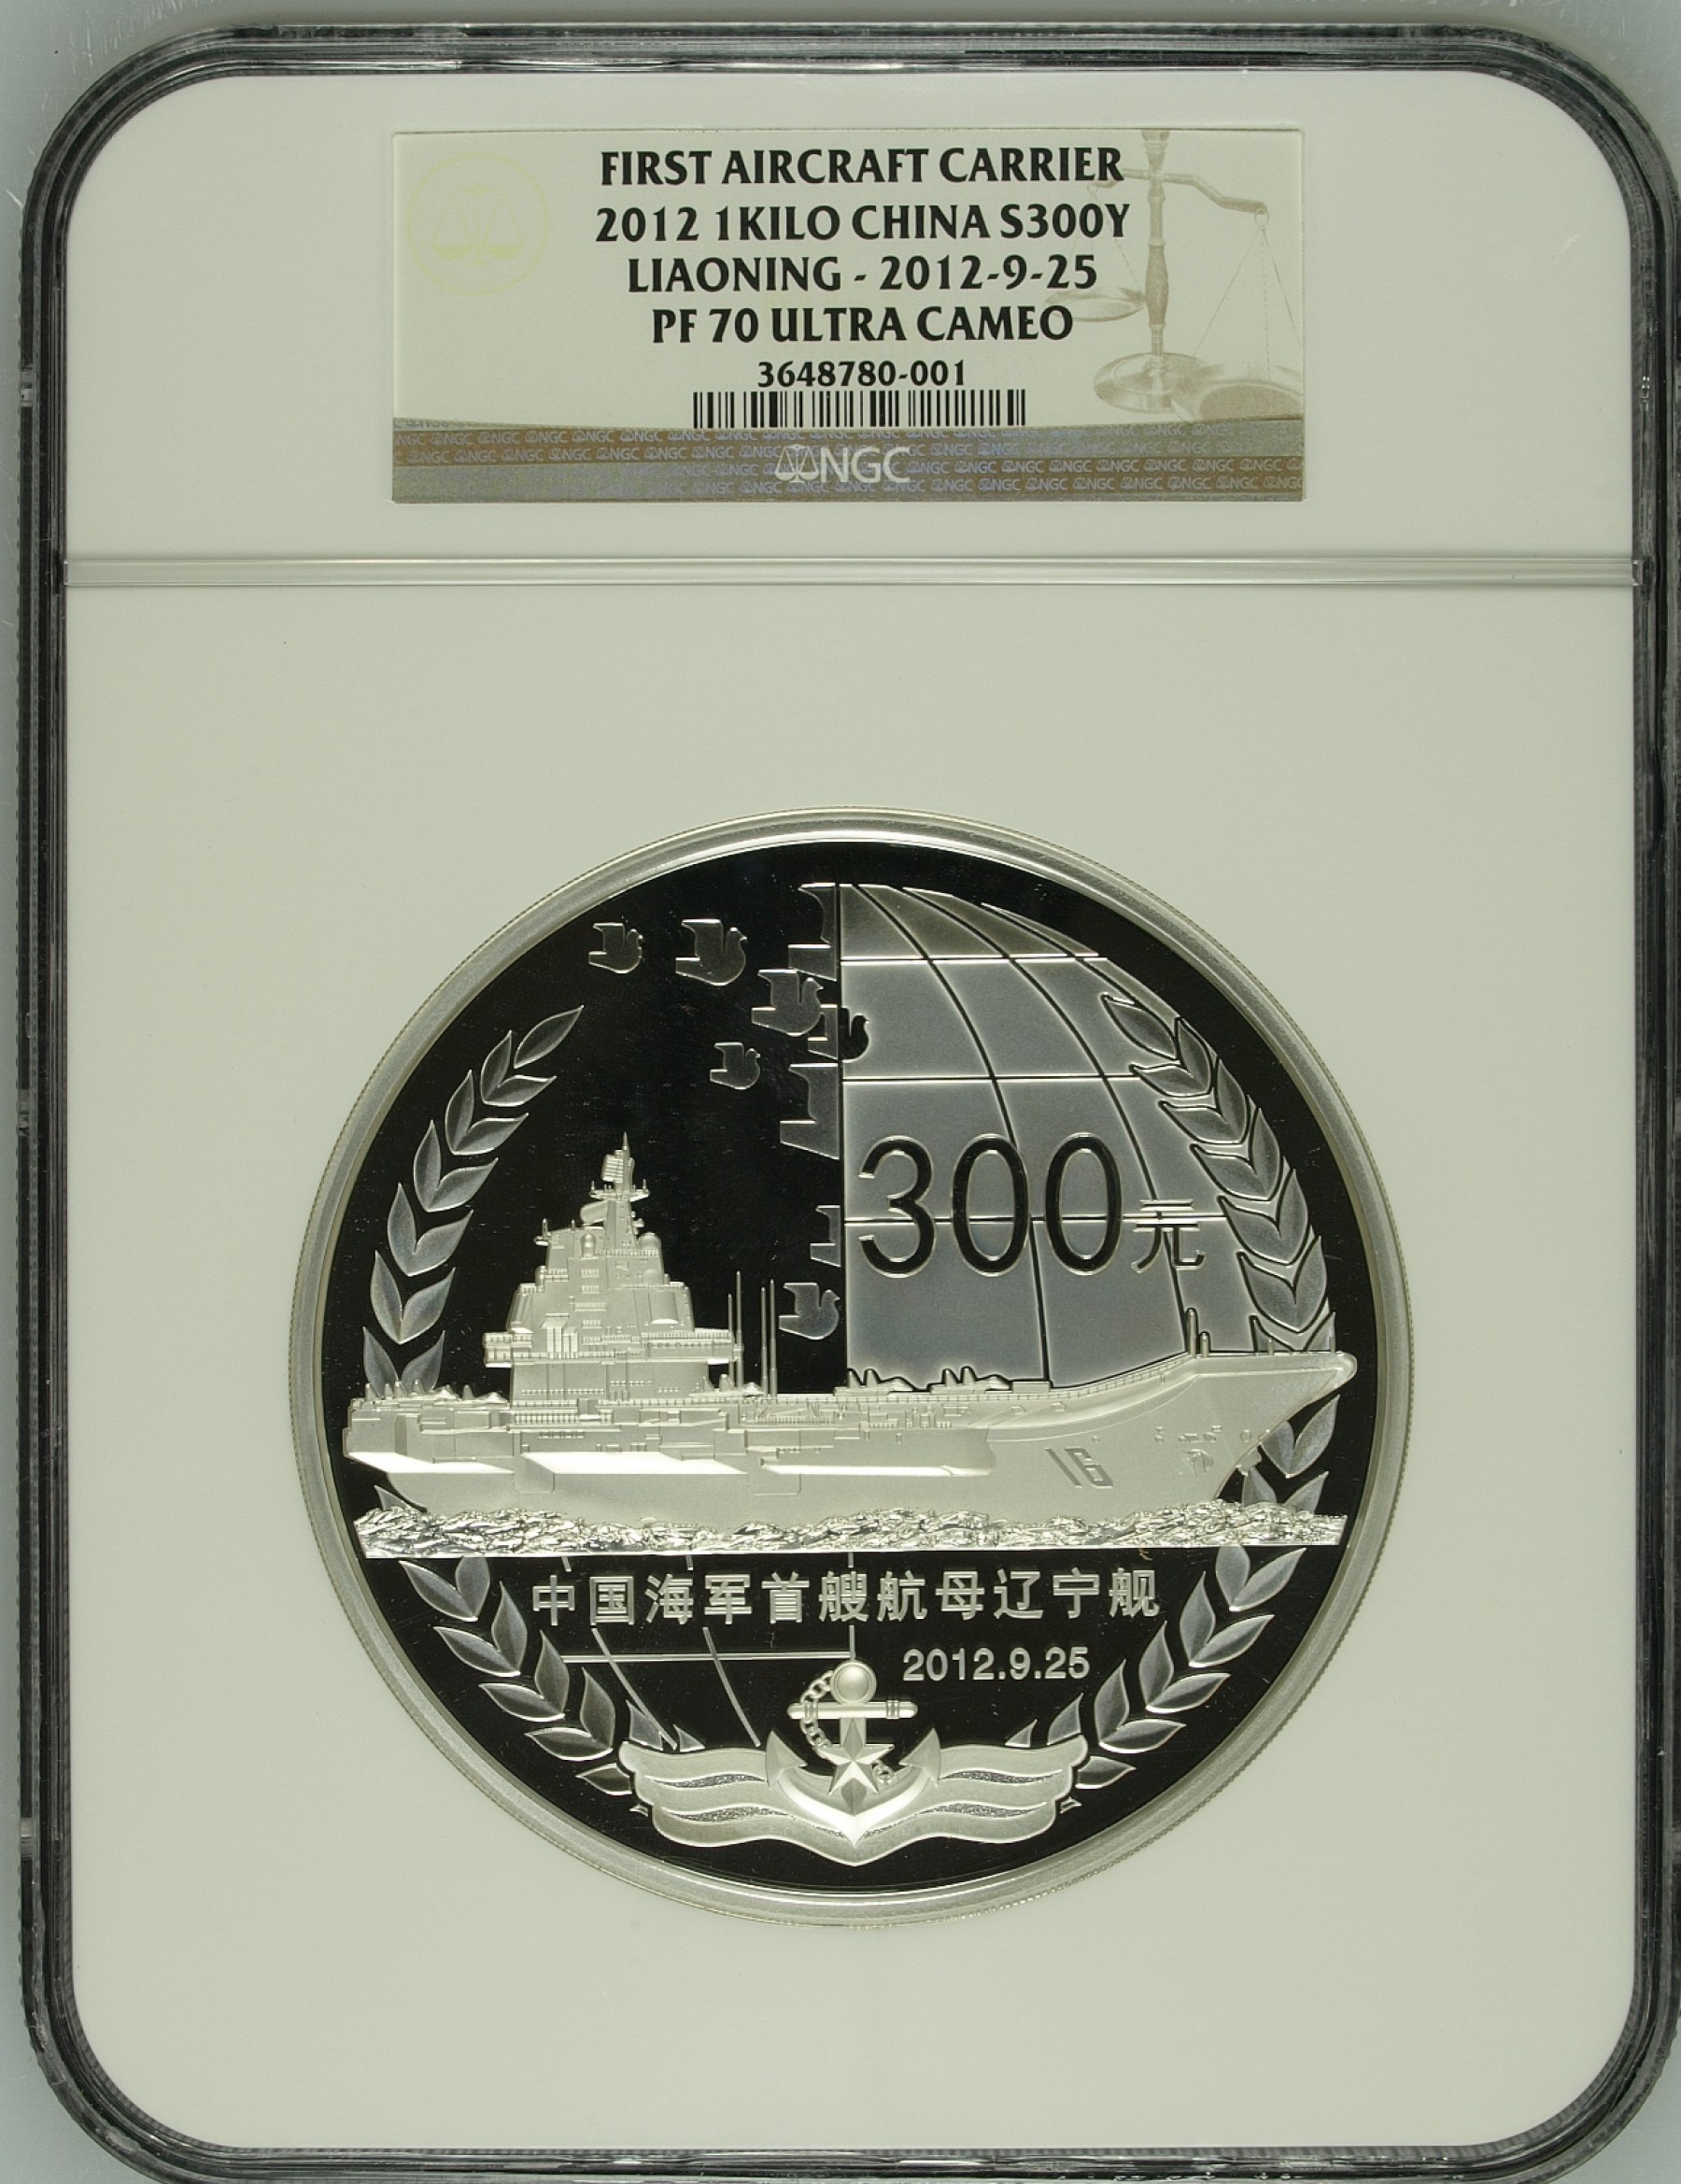 FIRST AIRCRAFT CARRIER
2012 1KILO CHINA S300Y
LIAONING - 2012-9-25
PF 70 ULTRA CAMEO
3648780-001
NGC
300元
16
中国海军首艘航母辽宁舰
2012.9.25